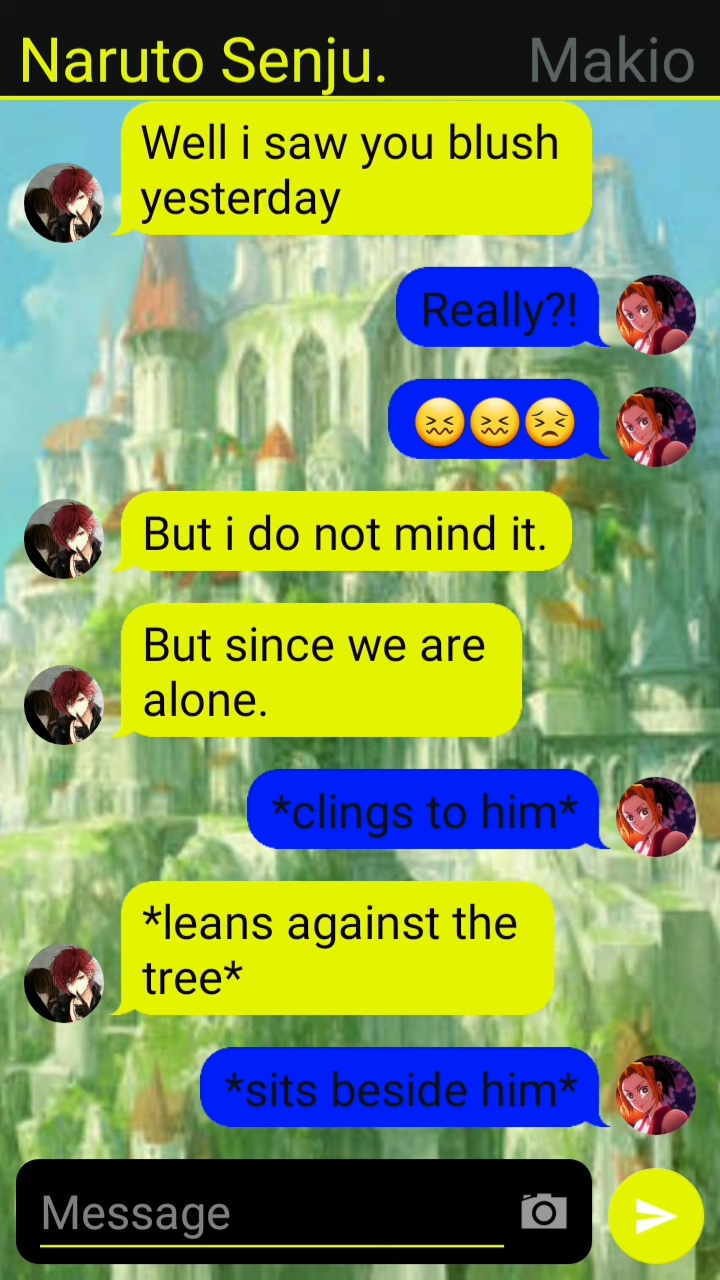 Naruto Senju. Makio
Well i saw you blush
yesterday
Really?!
😖😖😣
But i do not mind it.
But since we are
alone.
*clings to him*
*leans against the
tree*
*sits beside him*
Message